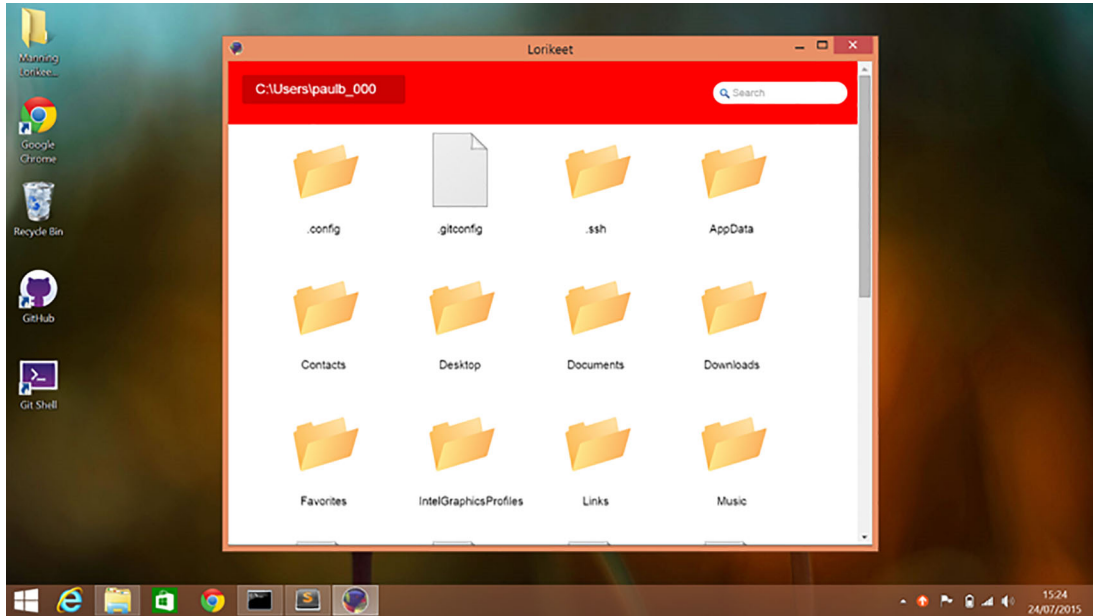 Manning
Lorikee...
Google
Chrome
Recycle Bin
GitHub
Git Shell
Lorikeet
C:\Users\paulb_000
Search
.config
.gitconfig
.ssh
AppData
Contacts
Desktop
Documents
Downloads
Favorites
IntelGraphicsProfiles
Links
Music
15:24
24/07/2015